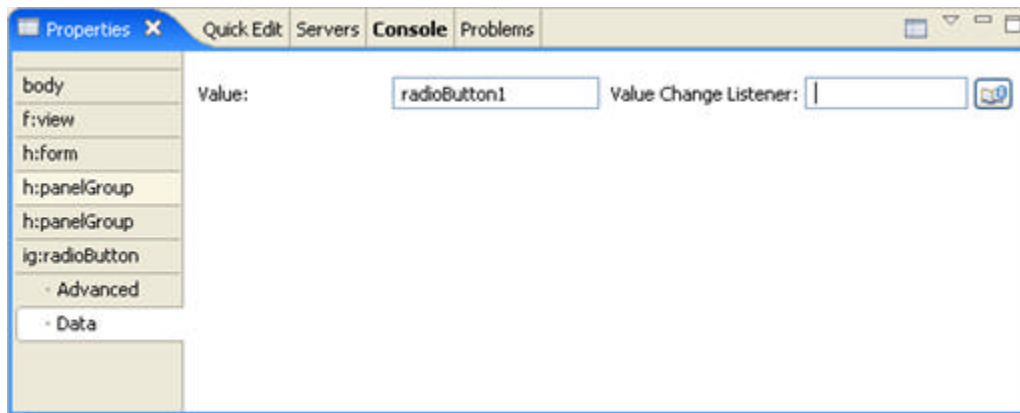 Properties Quick Edit Servers Console Problems
body
Value: radioButton1 Value Change Listener:
f:view
h:form
h:panelGroup
h:panelGroup
ig:radioButton
· Advanced
· Data